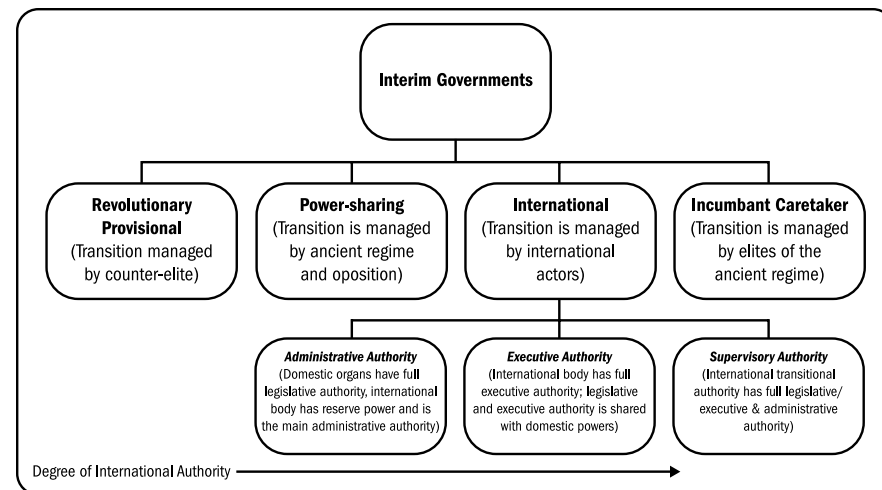 Interim Governments
Revolutionary
Provisional
(Transition managed
by counter-elite)
Power-sharing
(Transition is managed
by ancient regime
and oposition)
International
(Transition is managed
by international
actors)
Incumbant Caretaker
(Transition is managed
by elites of the
ancient regime)
Administrative Authority
(Domestic organs have full
legislative authority, international
body has reserve power and is
the main administrative authority)
Executive Authority
(International body has full
executive authority; legislative
and executive authority is shared
with domestic powers)
Supervisory Authority
(International transitional
authority has full legislative/
executive & administrative
authority)
Degree of International Authority